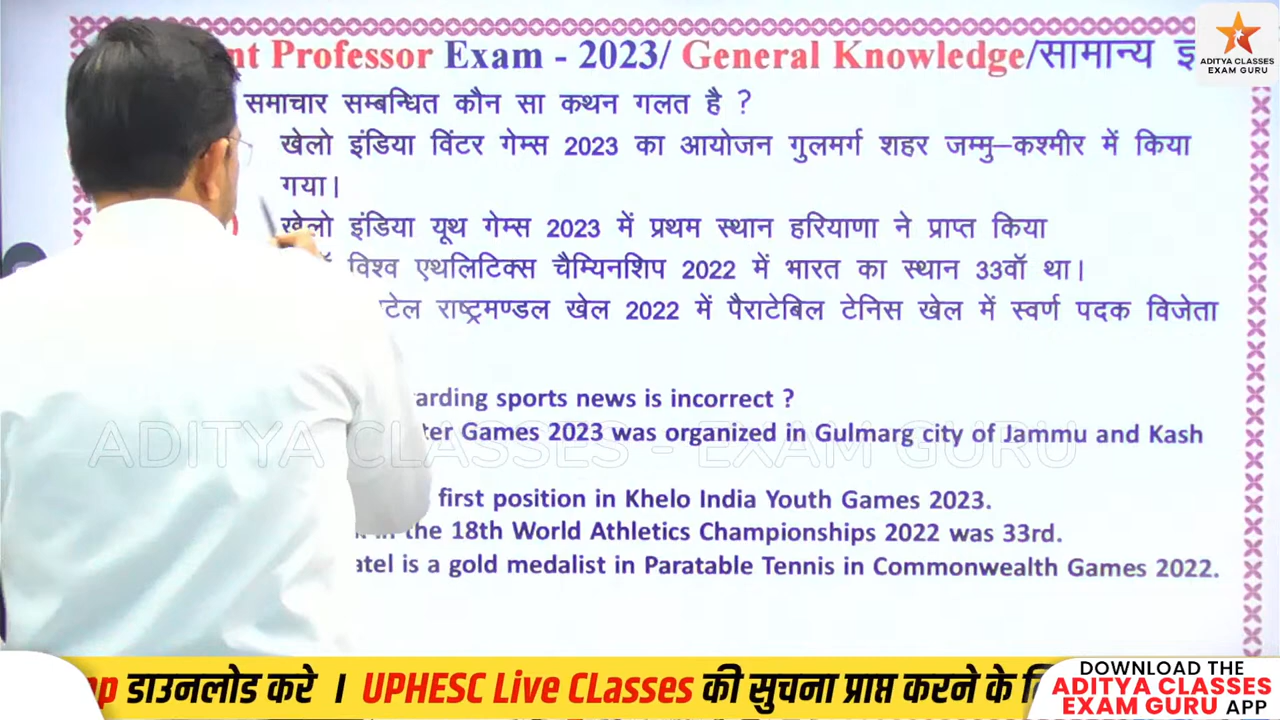 nt Professor Exam - 2023/ General Knowledge/सामान्य
ADITYA CLASSES
EXAM GURU
समाचार सम्बन्धित कौन सा कथन गलत है ?
खेलो इंडिया विंटर गेम्स 2023 का आयोजन गुलमर्ग शहर जम्मु–कश्मीर में किया
गया।
खेलो इंडिया यूथ गेम्स 2023 में प्रथम स्थान हरियाणा ने प्राप्त किया
विश्व एथलिटिक्स चैम्यिनशिप 2022 में भारत का स्थान 33वॉ था।
टेल राष्ट्रमण्डल खेल 2022 में पैराटेबिल टेनिस खेल में स्वर्ण पदक विजेता
arding sports news is incorrect ?
ter Games 2023 was organized in Gulmarg city of Jammu and Kash
ADITYA CLASSES - EXAM GURU
first position in Khelo India Youth Games 2023.
in the 18th World Athletics Championships 2022 was 33rd.
atel is a gold medalist in Paratable Tennis in Commonwealth Games 2022.
pp डाउनलोड करे । UPHESC Live CLasses की सुचना प्राप्त करने के
DOWNLOAD THE
ADITYA CLASSES
EXAM GURU APP